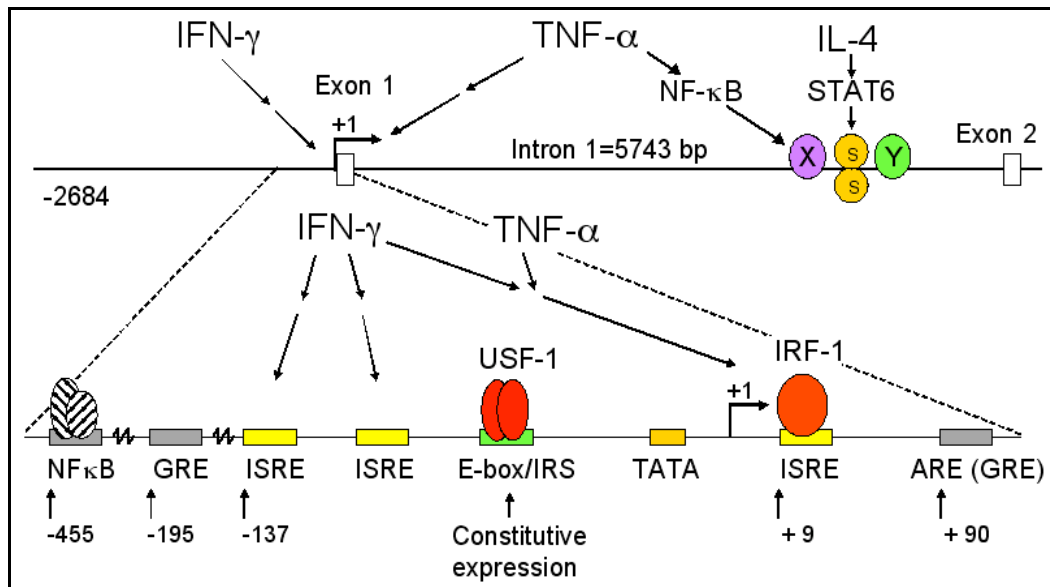 IFN-γ
TNF-α
IL-4
Exon 1
NF-κB
STAT6
+1
Exon 2
Intron 1=5743 bp
X
S
S
Y
-2684
IFN-γ
TNF-α
USF-1
IRF-1
+1
NFκB
GRE
ISRE
ISRE
E-box/IRS
TATA
ISRE
ARE (GRE)
-455
-195
-137
Constitutive
expression
+ 9
+ 90